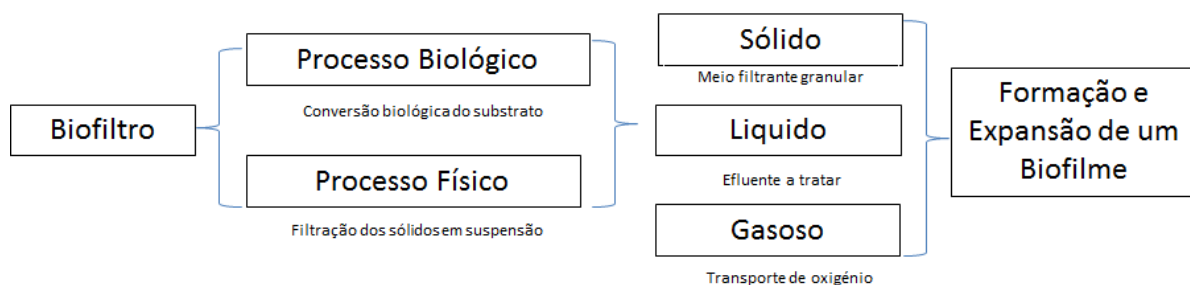 Biofiltro
Processo Biológico
Conversão biológica do substrato
Processo Físico
Filtração dos sólidos em suspensão
Sólido
Meio filtrante granular
Liquido
Efluente a tratar
Gasoso
Transporte de oxigénio
Formação e
Expansão de um
Biofilme